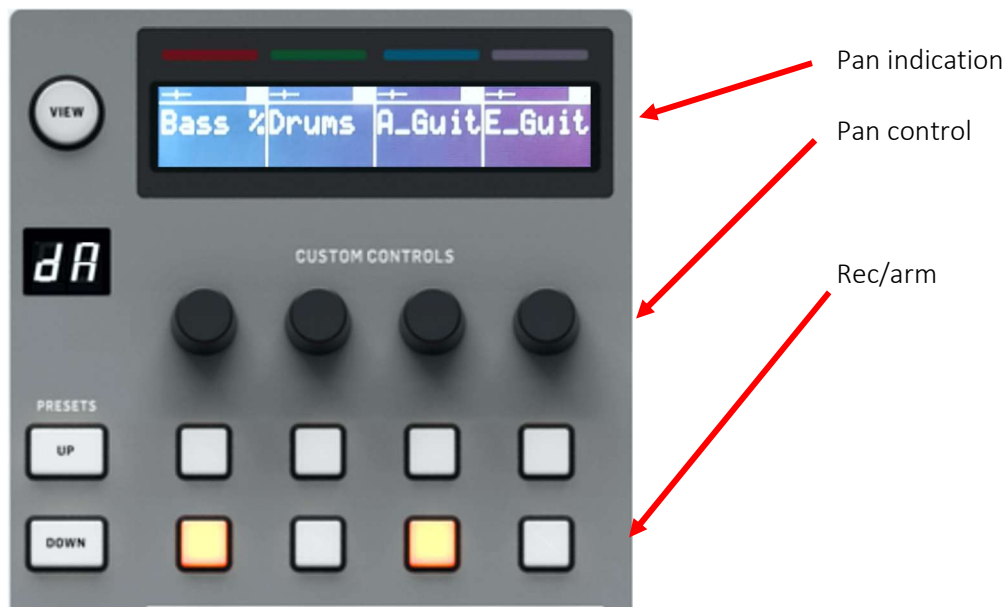 Pan indication
VIEW
Bass % Drums A_Guit E_Guit
Pan control
dA
CUSTOM CONTROLS
Rec/arm
PRESETS
UP
DOWN